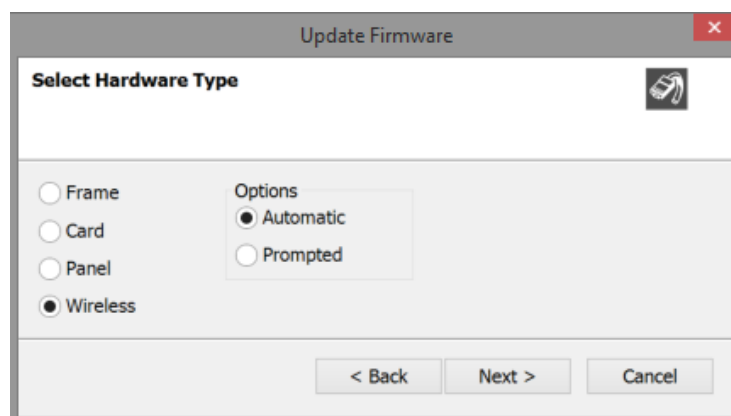 Update Firmware
Select Hardware Type
Frame
Card
Panel
Wireless
Options
Automatic
Prompted
< Back
Next >
Cancel